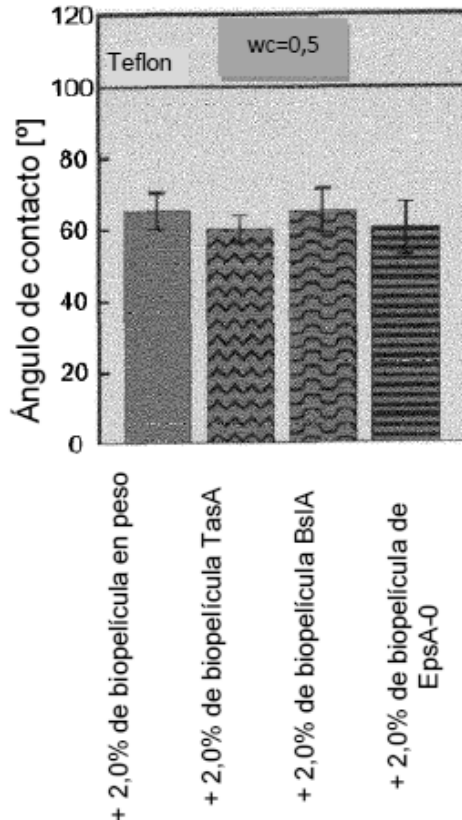 120
100
80
60
40
20
0
Ángulo de contacto [º]
Teflon
wc=0,5
+ 2,0% de biopelícula en peso
+ 2,0% de biopelícula TasA
+ 2,0% de biopelícula BslA
+ 2,0% de biopelícula de
EpsA-0